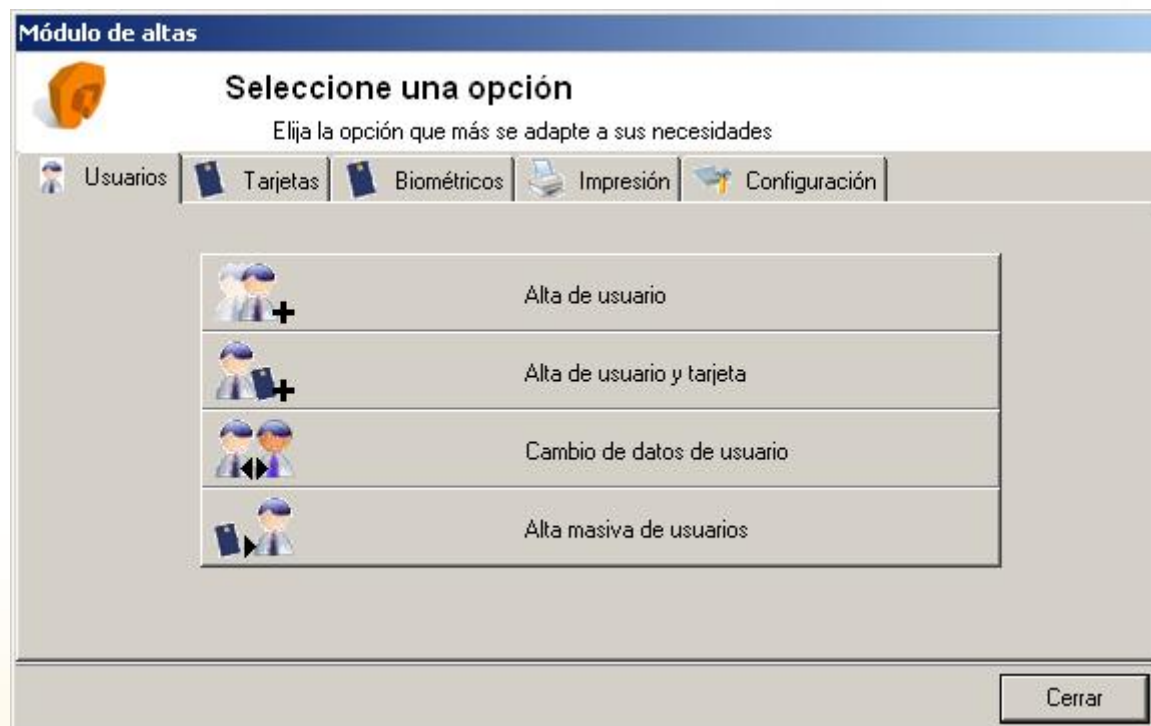 Módulo de altas
Seleccione una opción
Elija la opción que más se adapte a sus necesidades
Usuarios Tarjetas Biométricos Impresión Configuración
Alta de usuario
Alta de usuario y tarjeta
Cambio de datos de usuario
Alta masiva de usuarios
Cerrar